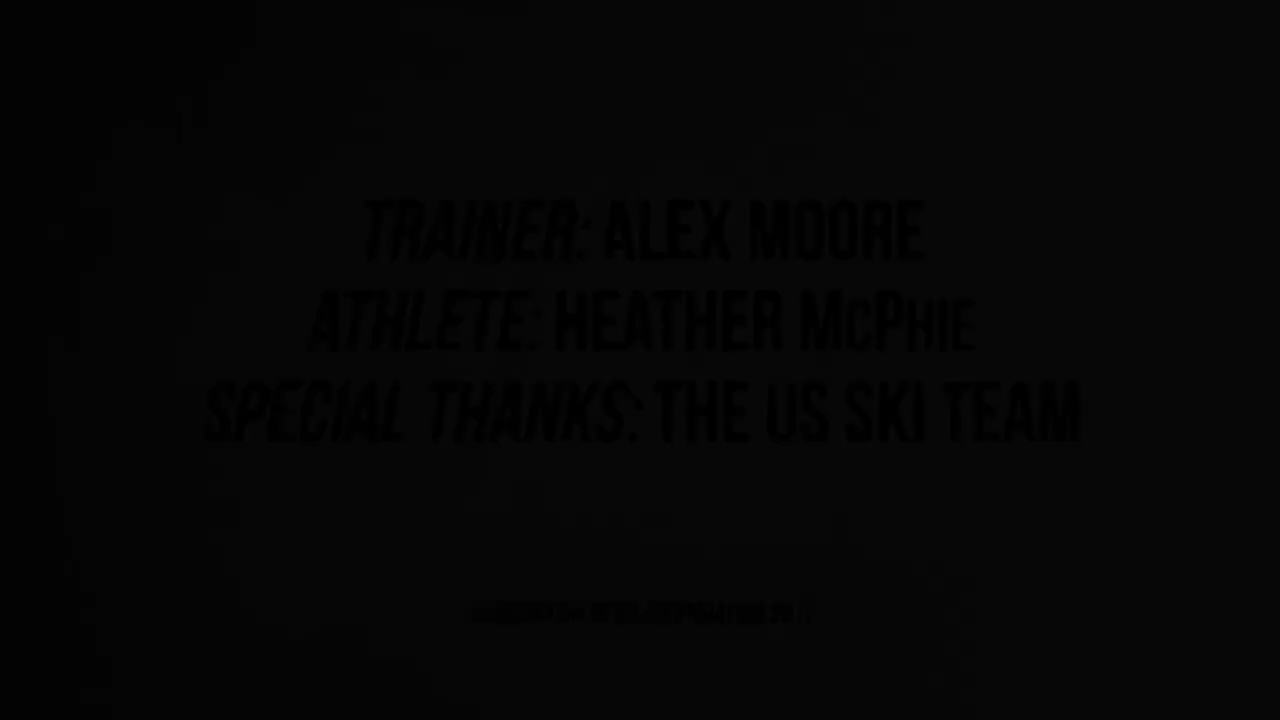 TRAINER: ALEX MOORE
ATHLETE: HEATHER McPHIE
SPECIAL THANKS: THE US SKI TEAM